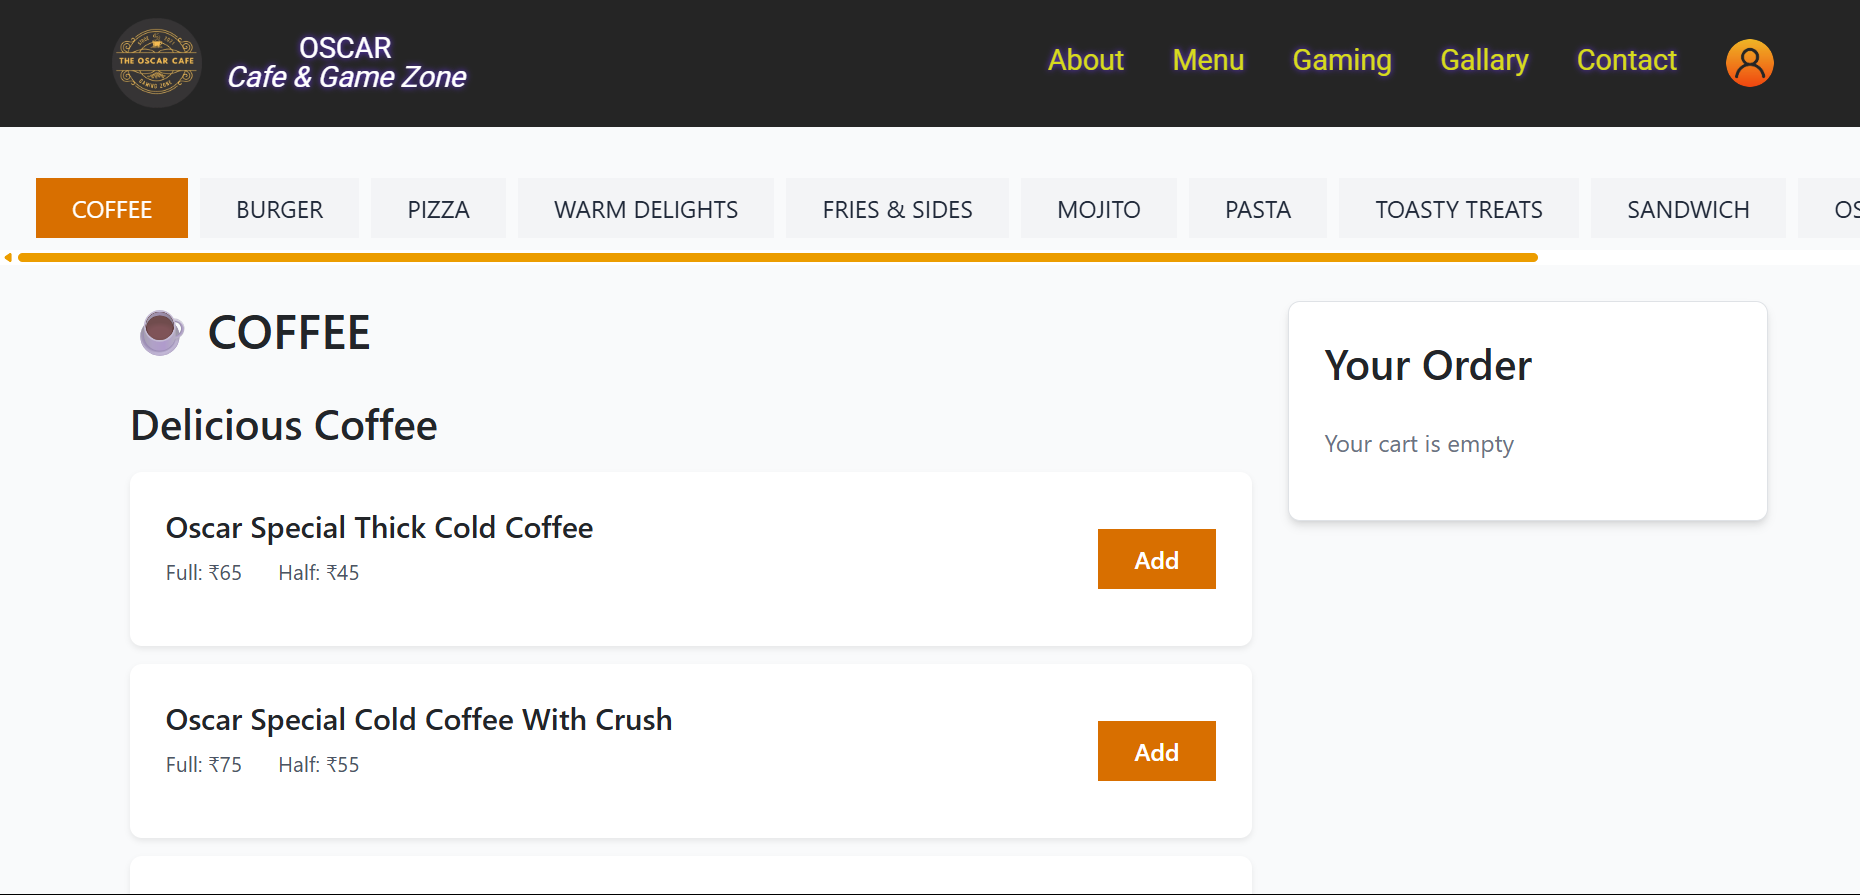 THE OSCAR CAFE
GAMING ZONE
OSCAR
Cafe & Game Zone
About Menu Gaming Gallary Contact
COFFEE BURGER PIZZA WARM DELIGHTS FRIES & SIDES MOJITO PASTA TOASTY TREATS SANDWICH OS
COFFEE
Delicious Coffee
Oscar Special Thick Cold Coffee
Full: ₹65 Half: ₹45
Add
Oscar Special Cold Coffee With Crush
Full: ₹75 Half: ₹55
Add
Your Order
Your cart is empty